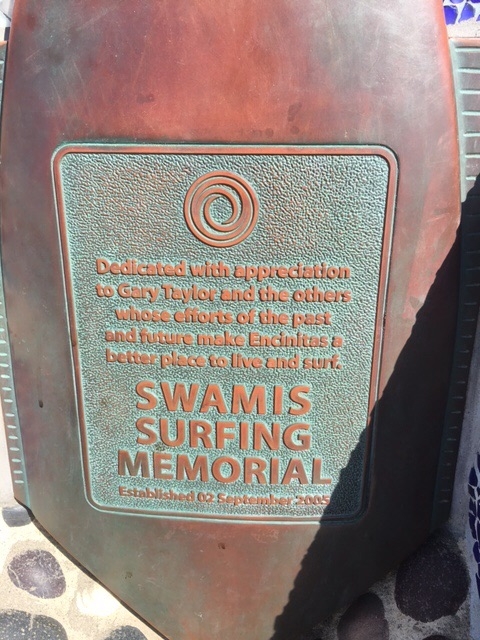 Dedicated with appreciation
to Gary Taylor and the others
whose efforts of the past
and future make Encinitas a
better place to live and surf.
SWAMIS
SURFING
MEMORIAL
Established 02 September 2005